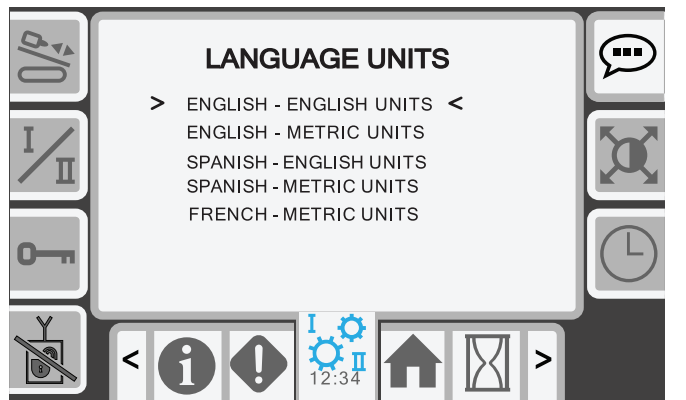 LANGUAGE UNITS
> ENGLISH - ENGLISH UNITS <
ENGLISH - METRIC UNITS
SPANISH - ENGLISH UNITS
SPANISH - METRIC UNITS
FRENCH - METRIC UNITS
I
II
I
II
12:34
< i ! >